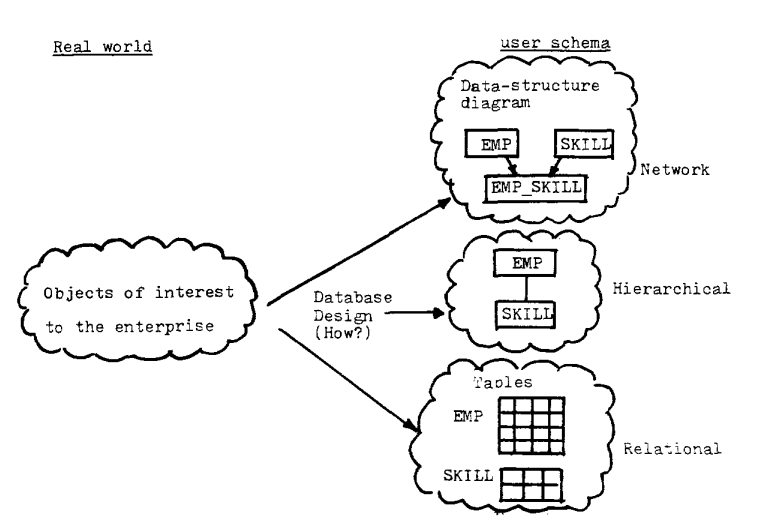 Real world
user schema
Data-structure
diagram
EMP
SKILL
EMP_SKILL
Network
Objects of interest
to the enterprise
Database
Design
(How?)
EMP
SKILL
Hierarchical
Tables
EMP
SKILL
Relational